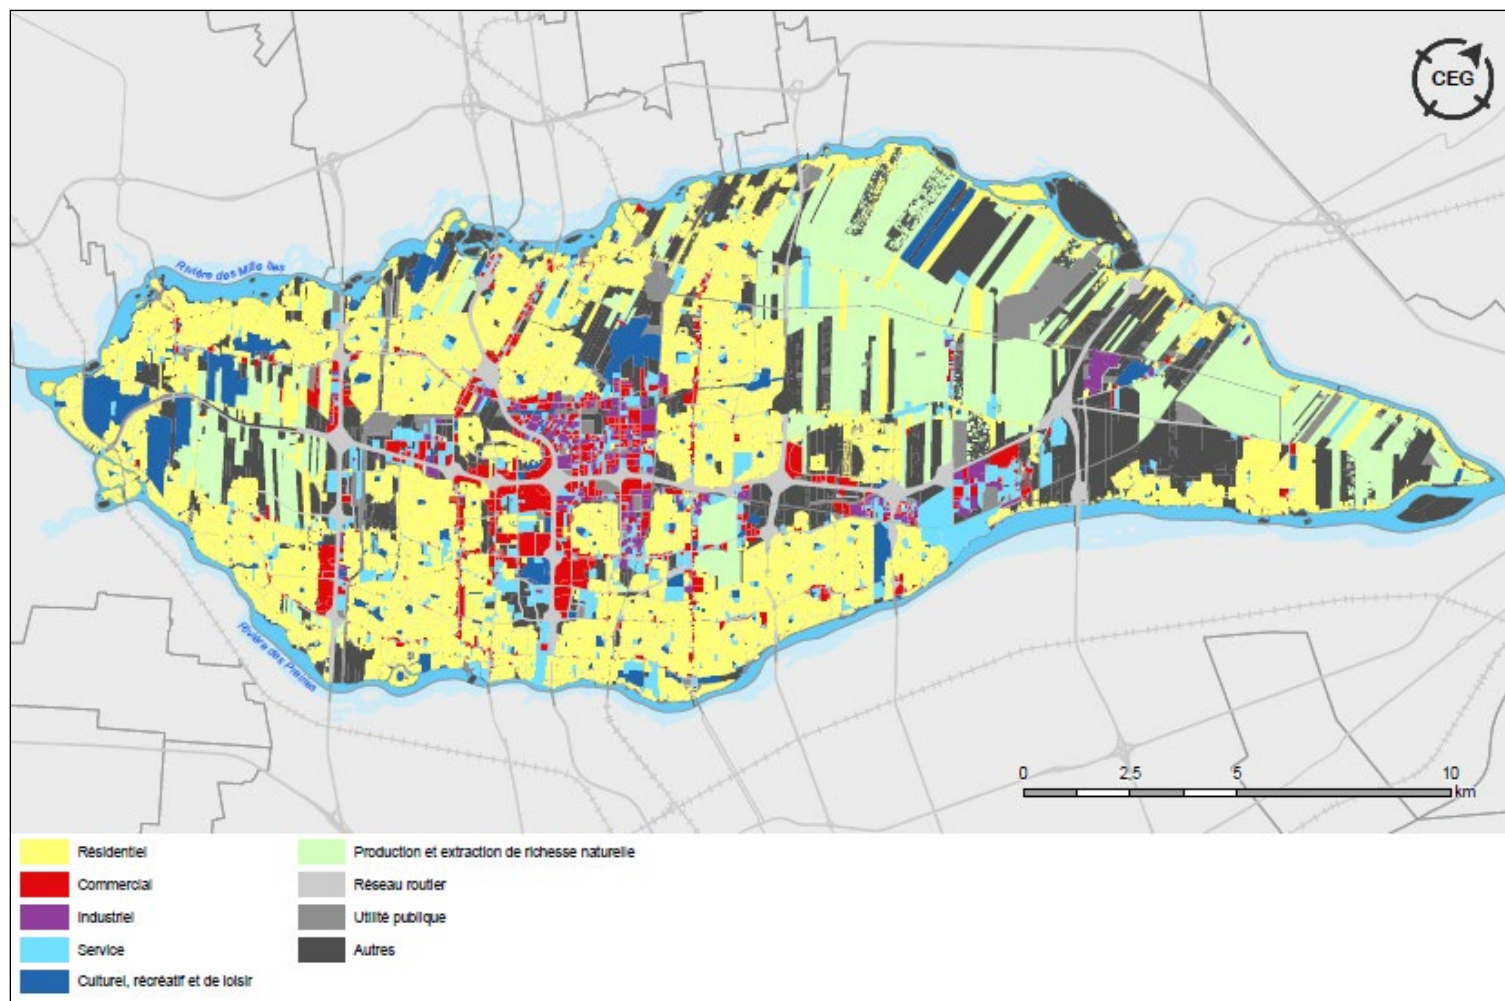 CEG
Rivière des Mille Îles
Rivière des Prairies
0 2.5 5 10
km
Résidentiel
Commercial
Industriel
Service
Culturel, récréatif et de loisir
Production et extraction de richesse naturelle
Réseau routier
Utilité publique
Autres